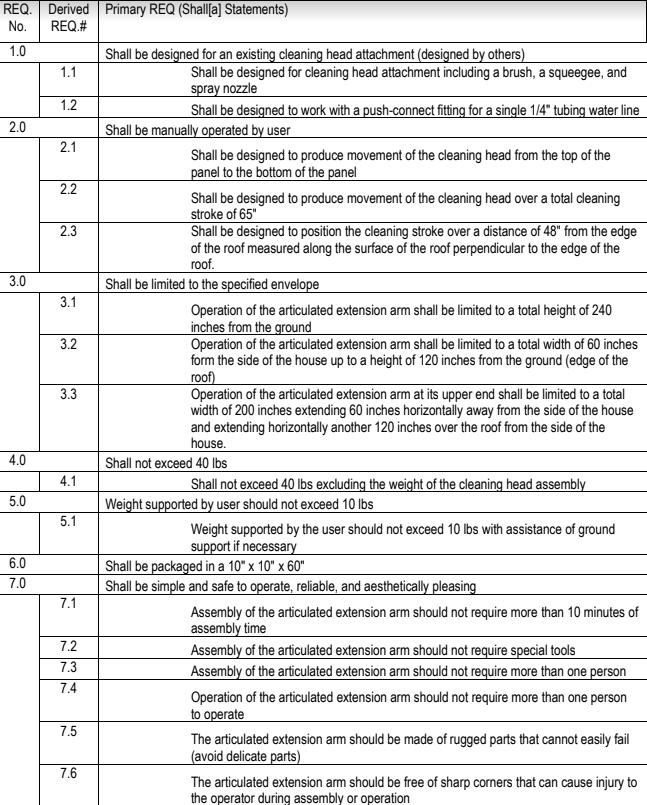 REQ. No. Derived REQ.# Primary REQ (Shall[a] Statements)
1.0 Shall be designed for an existing cleaning head attachment (designed by others)
1.1 Shall be designed for cleaning head attachment including a brush, a squeegee, and
spray nozzle
1.2 Shall be designed to work with a push-connect fitting for a single 1/4" tubing water line
2.0 Shall be manually operated by user
2.1 Shall be designed to produce movement of the cleaning head from the top of the
panel to the bottom of the panel
2.2 Shall be designed to produce movement of the cleaning head over a total cleaning
stroke of 65"
2.3 Shall be designed to position the cleaning stroke over a distance of 48" from the edge
of the roof measured along the surface of the roof perpendicular to the edge of the
roof.
3.0 Shall be limited to the specified envelope
3.1 Operation of the articulated extension arm shall be limited to a total height of 240
inches from the ground
3.2 Operation of the articulated extension arm shall be limited to a total width of 60 inches
form the side of the house up to a height of 120 inches from the ground (edge of the
roof)
3.3 Operation of the articulated extension arm at its upper end shall be limited to a total
width of 200 inches extending 60 inches horizontally away from the side of the house
and extending horizontally another 120 inches over the roof from the side of the
house.
4.0 Shall not exceed 40 lbs
4.1 Shall not exceed 40 lbs excluding the weight of the cleaning head assembly
5.0 Weight supported by user should not exceed 10 lbs
5.1 Weight supported by the user should not exceed 10 lbs with assistance of ground
support if necessary
6.0 Shall be packaged in a 10" x 10" x 60"
7.0 Shall be simple and safe to operate, reliable, and aesthetically pleasing
7.1 Assembly of the articulated extension arm should not require more than 10 minutes of
assembly time
7.2 Assembly of the articulated extension arm should not require special tools
7.3 Assembly of the articulated extension arm should not require more than one person
7.4 Operation of the articulated extension arm should not require more than one person
to operate
7.5 The articulated extension arm should be made of rugged parts that cannot easily fail
(avoid delicate parts)
7.6 The articulated extension arm should be free of sharp corners that can cause injury to
the operator during assembly or operation